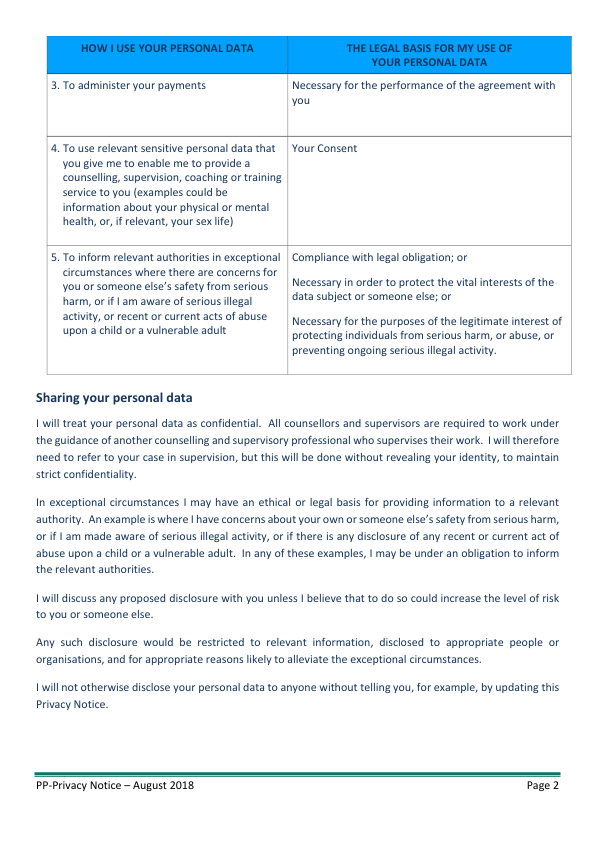 HOW I USE YOUR PERSONAL DATA
THE LEGAL BASIS FOR MY USE OF
YOUR PERSONAL DATA
3. To administer your payments
Necessary for the performance of the agreement with
you
4. To use relevant sensitive personal data that
you give me to enable me to provide a
counselling, supervision, coaching or training
service to you (examples could be
information about your physical or mental
health, or, if relevant, your sex life)
Your Consent
5. To inform relevant authorities in exceptional
circumstances where there are concerns for
you or someone else’s safety from serious
harm, or if I am aware of serious illegal
activity, or recent or current acts of abuse
upon a child or a vulnerable adult
Compliance with legal obligation; or
Necessary in order to protect the vital interests of the
data subject or someone else; or
Necessary for the purposes of the legitimate interest of
protecting individuals from serious harm, or abuse, or
preventing ongoing serious illegal activity.
Sharing your personal data
I will treat your personal data as confidential. All counsellors and supervisors are required to work under
the guidance of another counselling and supervisory professional who supervises their work. I will therefore
need to refer to your case in supervision, but this will be done without revealing your identity, to maintain
strict confidentiality.
In exceptional circumstances I may have an ethical or legal basis for providing information to a relevant
authority. An example is where I have concerns about your own or someone else’s safety from serious harm,
or if I am made aware of serious illegal activity, or if there is any disclosure of any recent or current act of
abuse upon a child or a vulnerable adult. In any of these examples, I may be under an obligation to inform
the relevant authorities.
I will discuss any proposed disclosure with you unless I believe that to do so could increase the level of risk
to you or someone else.
Any such disclosure would be restricted to relevant information, disclosed to appropriate people or
organisations, and for appropriate reasons likely to alleviate the exceptional circumstances.
I will not otherwise disclose your personal data to anyone without telling you, for example, by updating this
Privacy Notice.
PP-Privacy Notice – August 2018
Page 2